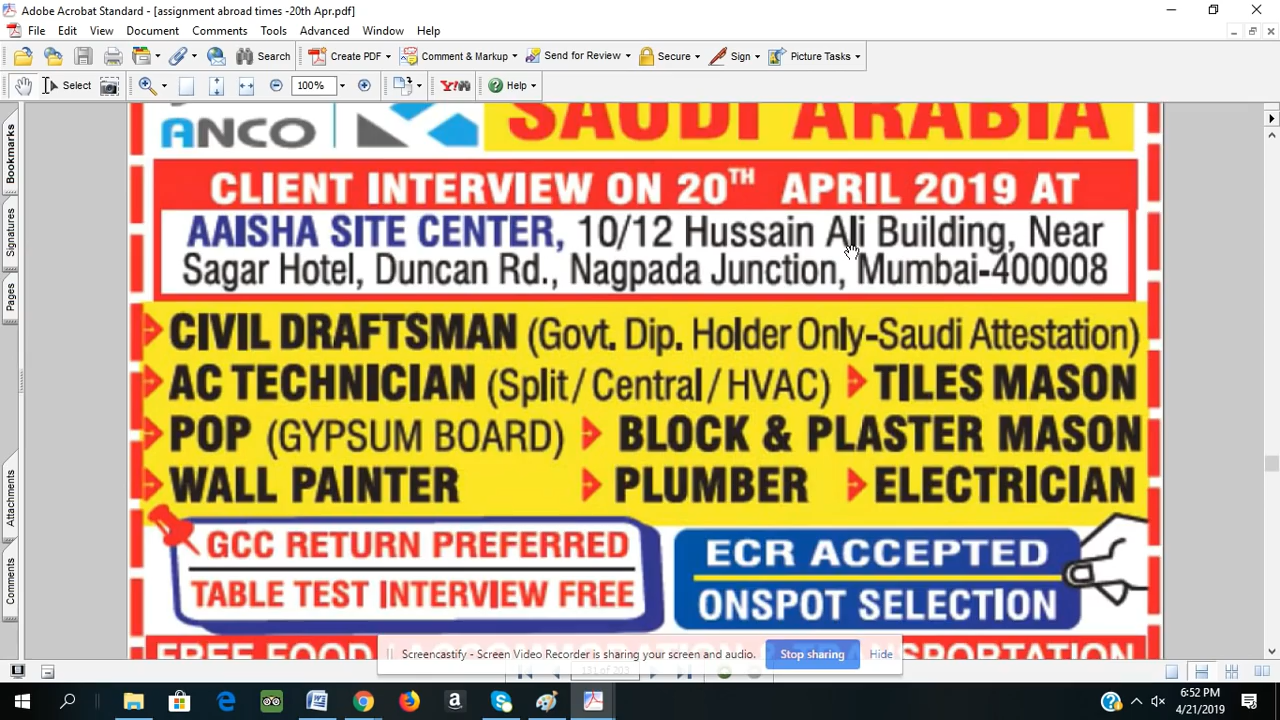 Adobe Acrobat Standard - [assignment abroad times -20th Apr.pdf]
File Edit View Document Comments Tools Advanced Window Help
Search Create PDF Comment & Markup Send for Review Secure Sign Picture Tasks
Select 100% Y! Help
Bookmarks
Signatures
Pages
Attachments
Comments
ANCO SAUDI ARABIA
CLIENT INTERVIEW ON 20TH APRIL 2019 AT
AAISHA SITE CENTER, 10/12 Hussain Ali Building, Near
Sagar Hotel, Duncan Rd., Nagpada Junction, Mumbai-400008
CIVIL DRAFTSMAN (Govt. Dip. Holder Only-Saudi Attestation)
AC TECHNICIAN (Split / Central / HVAC) TILES MASON
POP (GYPSUM BOARD) BLOCK & PLASTER MASON
WALL PAINTER PLUMBER ELECTRICIAN
GCC RETURN PREFERRED
TABLE TEST INTERVIEW FREE
ECR ACCEPTED
ONSPOT SELECTION
FREE FOOD
Screencastify - Screen Video Recorder is sharing your screen and audio. Stop sharing Hide
6:52 PM
4/21/2019